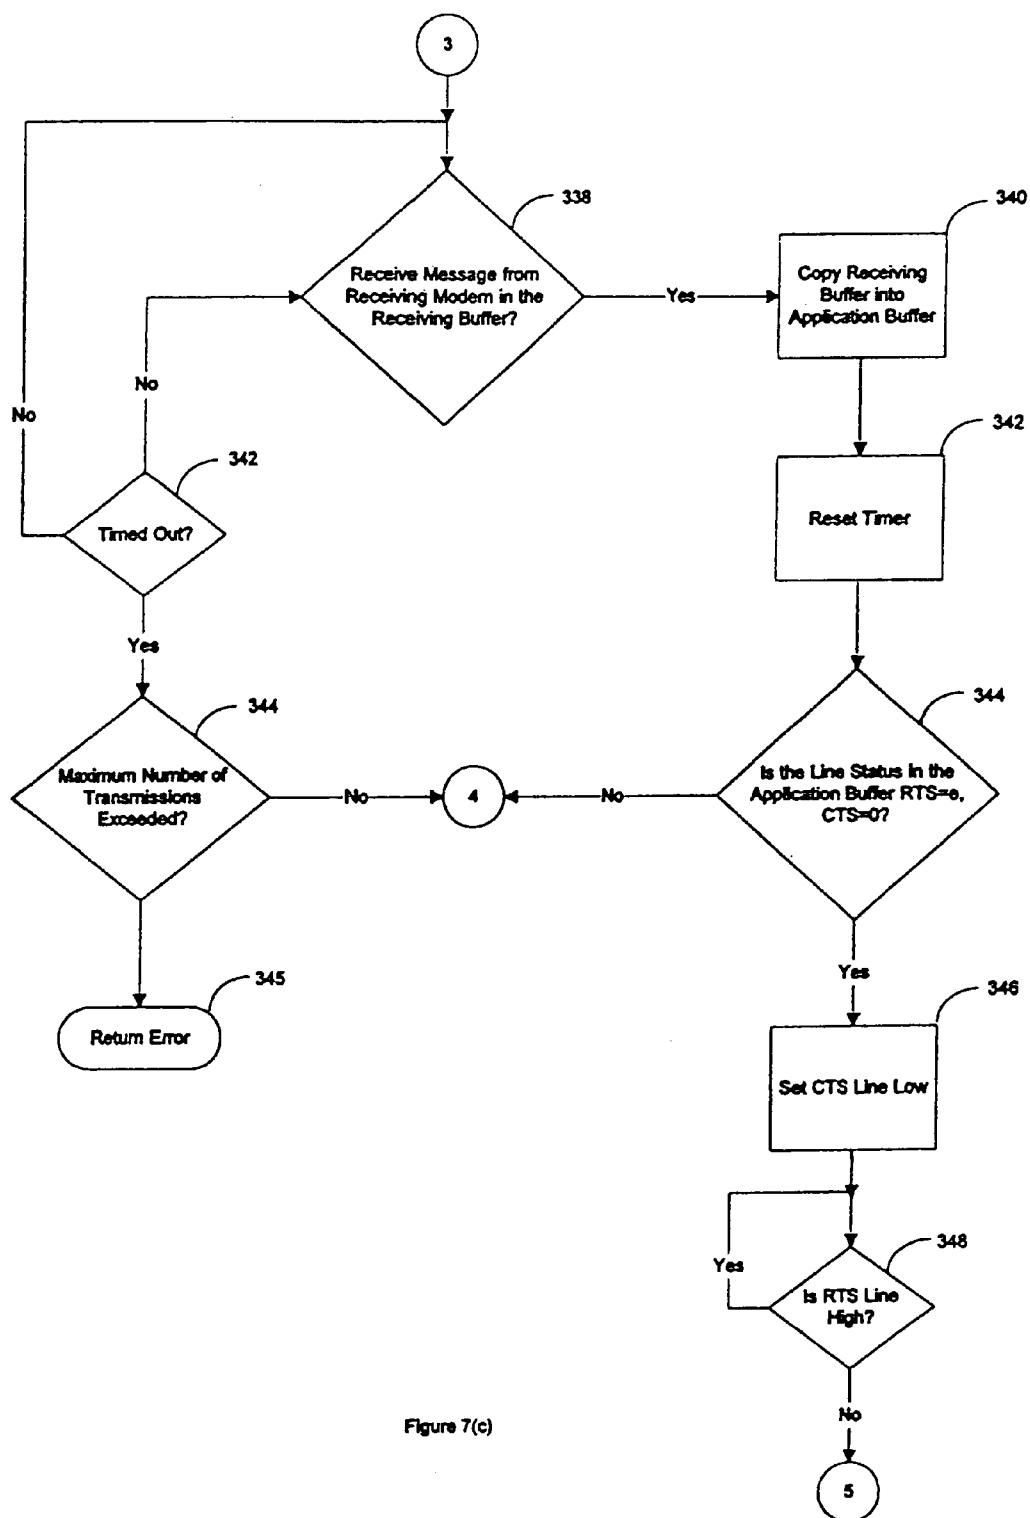 3
338
Receive Message from
Receiving Modem in the
Receiving Buffer?
Yes
340
Copy Receiving
Buffer into
Application Buffer
No
No
342
Timed Out?
342
Reset Timer
Yes
344
Maximum Number of
Transmissions
Exceeded?
No
4
No
344
Is the Line Status in the
Application Buffer RTS=e,
CTS=0?
345
Return Error
Yes
346
Set CTS Line Low
Yes
348
Is RTS Line
High?
No
5
Figure 7(c)